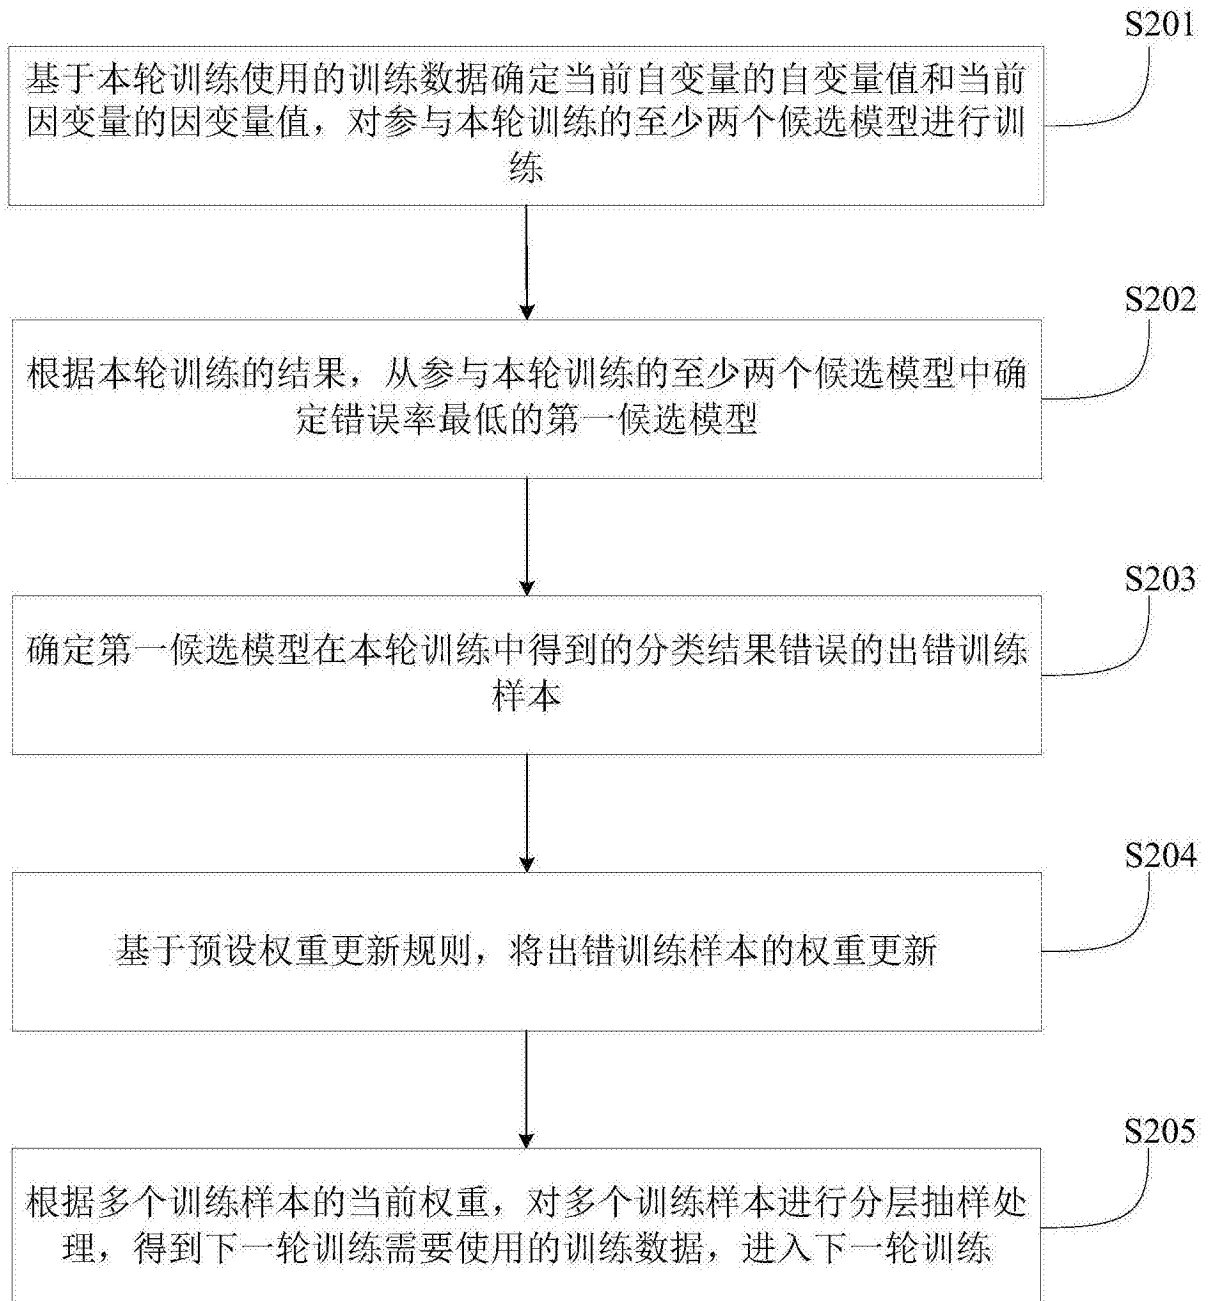 S201
基于本轮训练使用的训练数据确定当前自变量的自变量值和当前
因变量的因变量值，对参与本轮训练的至少两个候选模型进行训
练
S202
根据本轮训练的结果，从参与本轮训练的至少两个候选模型中确
定错误率最低的第一候选模型
S203
确定第一候选模型在本轮训练中得到的分类结果错误的出错训练
样本
S204
基于预设权重更新规则，将出错训练样本的权重更新
S205
根据多个训练样本的当前权重，对多个训练样本进行分层抽样处
理，得到下一轮训练需要使用的训练数据，进入下一轮训练